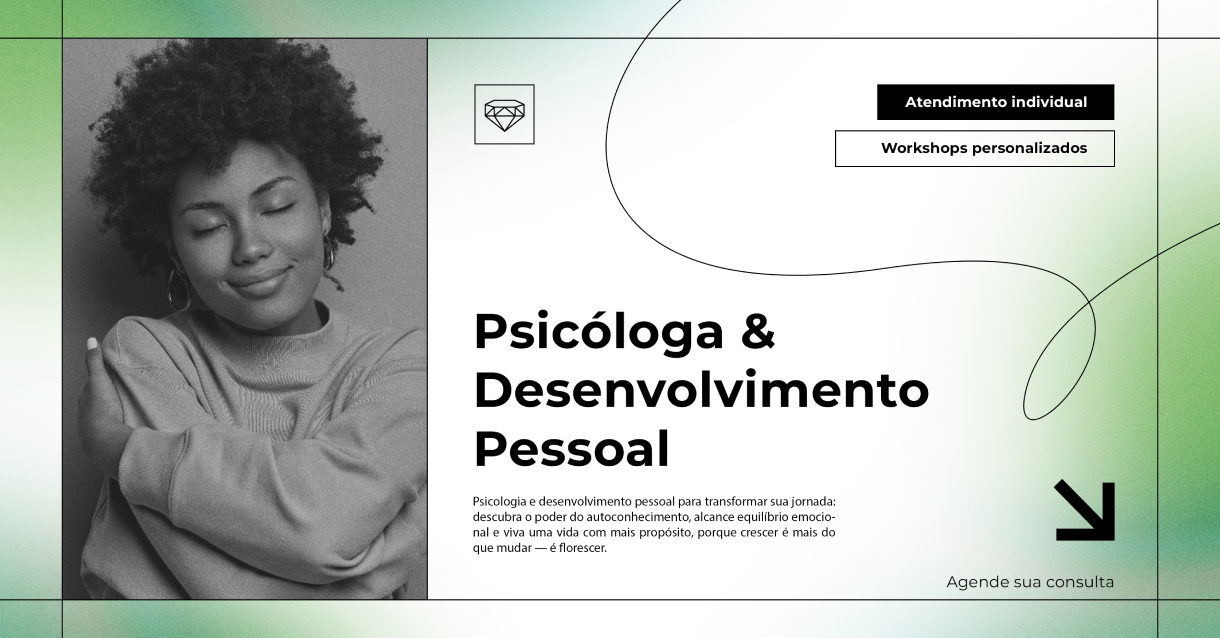 Atendimento individual
Workshops personalizados
Psicóloga &
Desenvolvimento
Pessoal
Psicologia e desenvolvimento pessoal para transformar sua jornada:
descubra o poder do autoconhecimento, alcance equilíbrio emocio-
nal e viva uma vida com mais propósito, porque crescer é mais do
que mudar — é florescer.
Agende sua consulta